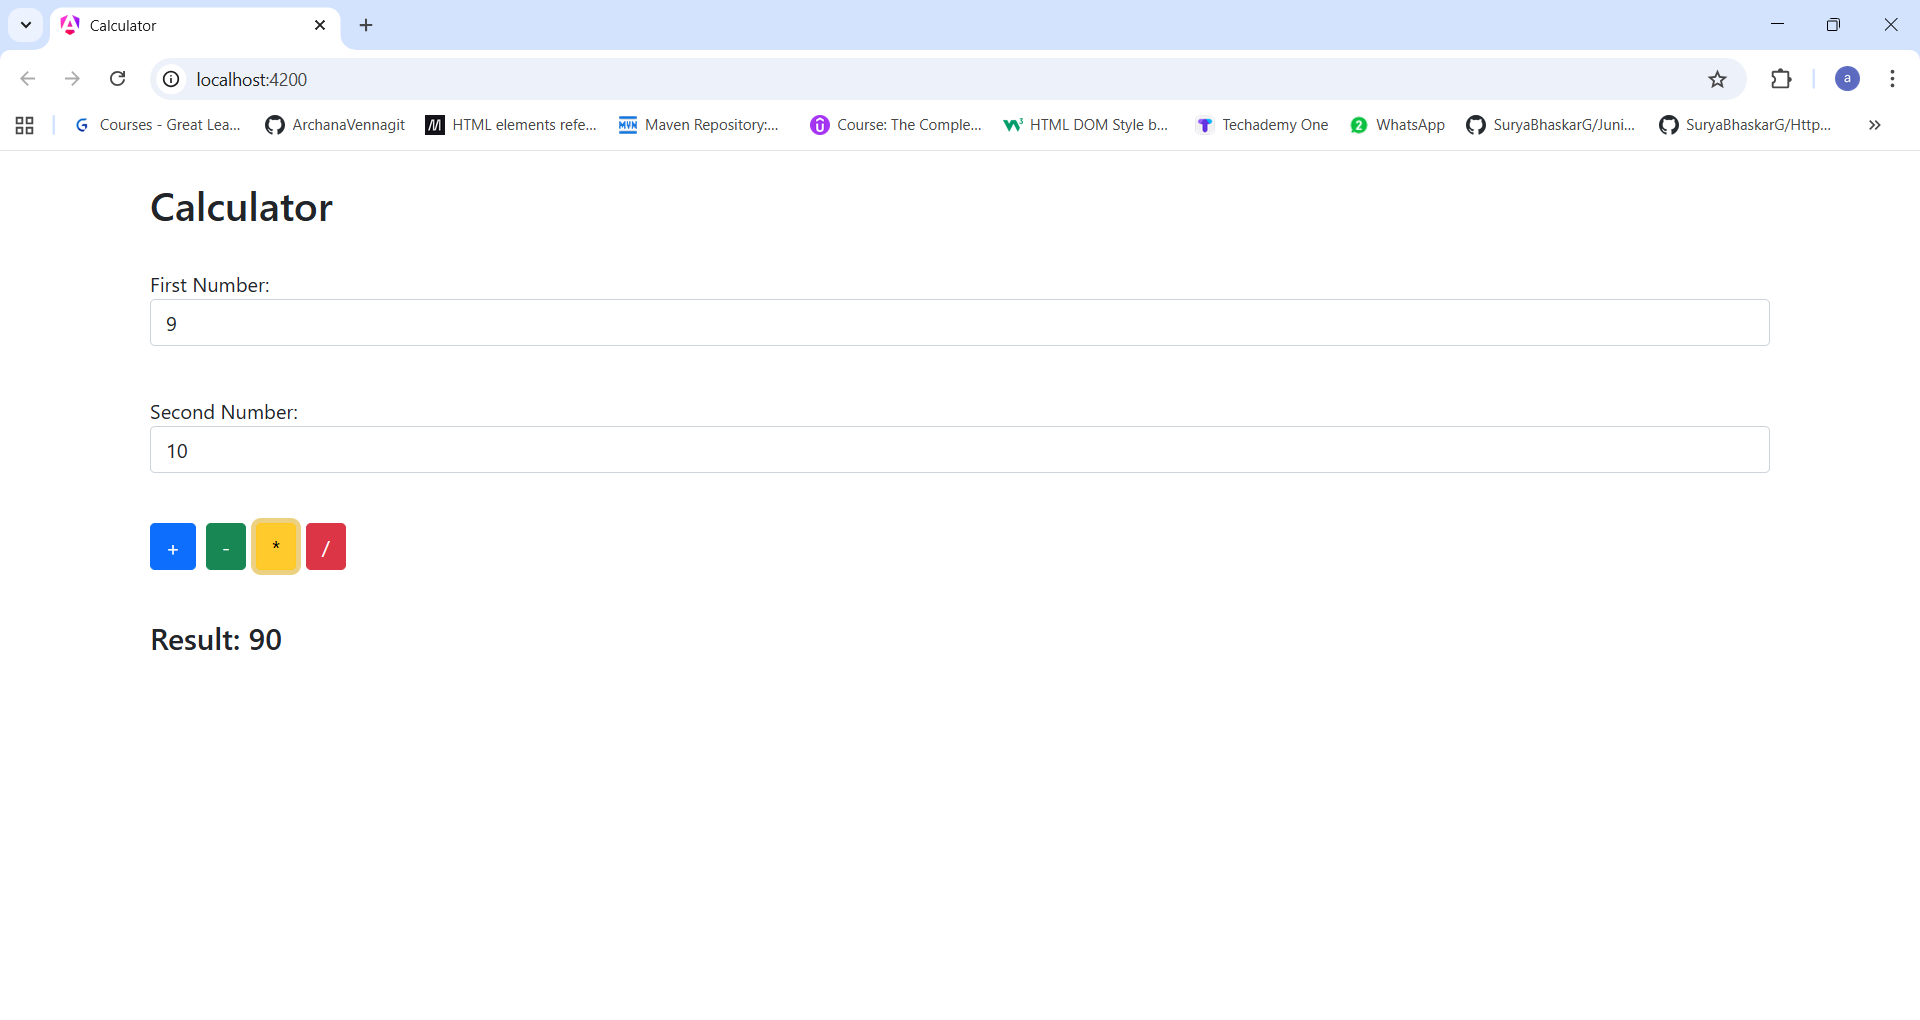 Calculator
localhost:4200
a
Courses - Great Lea... ArchanaVennagit HTML elements refe... Maven Repository:... Course: The Comple... HTML DOM Style b... Techademy One 2 WhatsApp SuryaBhaskarG/Juni... SuryaBhaskarG/Http...
Calculator
First Number:
9
Second Number:
10
+ - * /
Result: 90